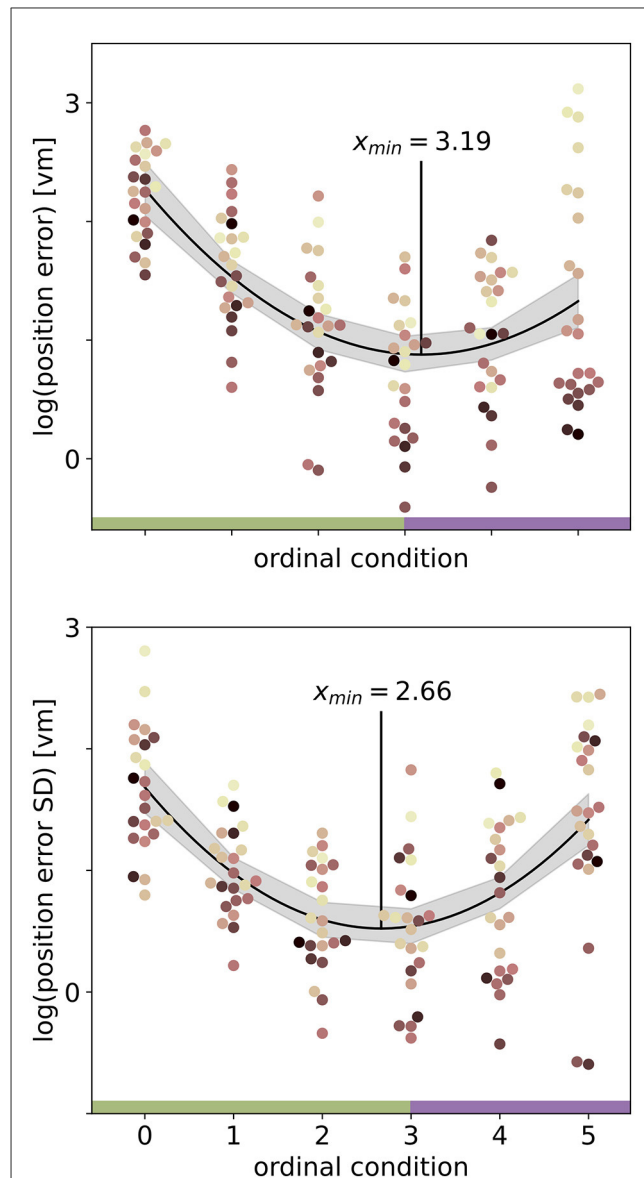 3
x_min = 3.19
log(position error) [vm]
0
ordinal condition
3
x_min = 2.66
log(position error SD) [vm]
0
0 1 2 3 4 5
ordinal condition